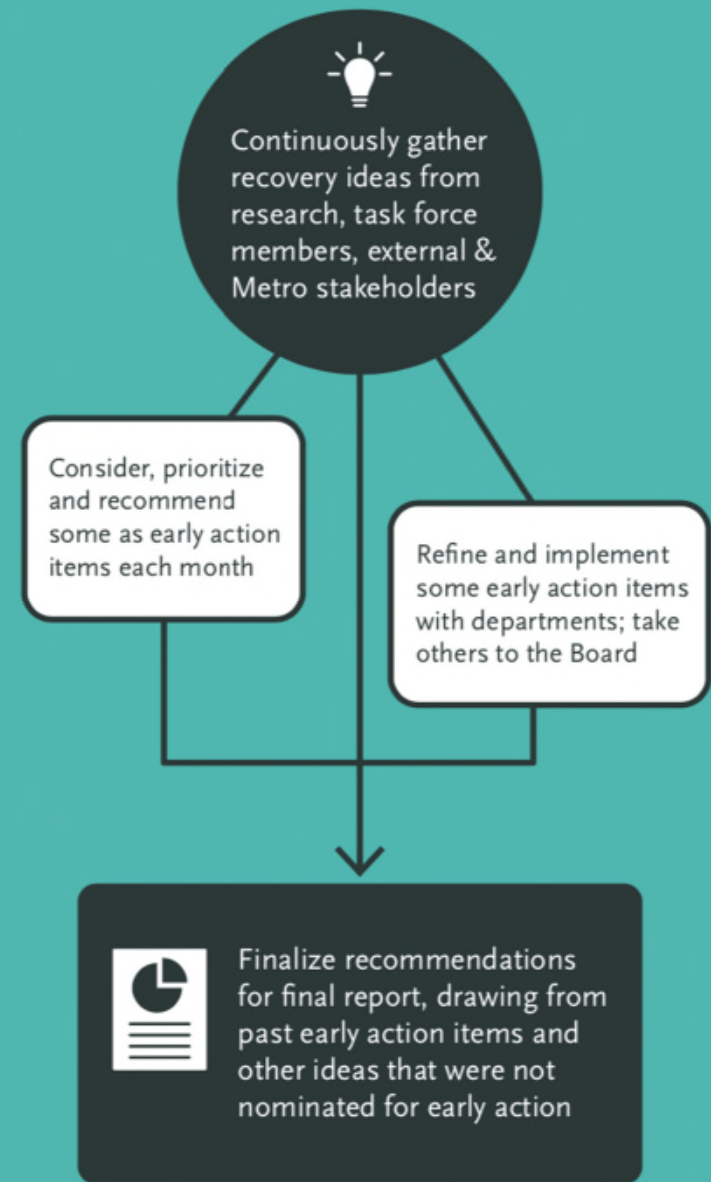 Continuously gather
recovery ideas from
research, task force
members, external &
Metro stakeholders
Consider, prioritize
and recommend
some as early action
items each month
Refine and implement
some early action items
with departments; take
others to the Board
Finalize recommendations
for final report, drawing from
past early action items and
other ideas that were not
nominated for early action